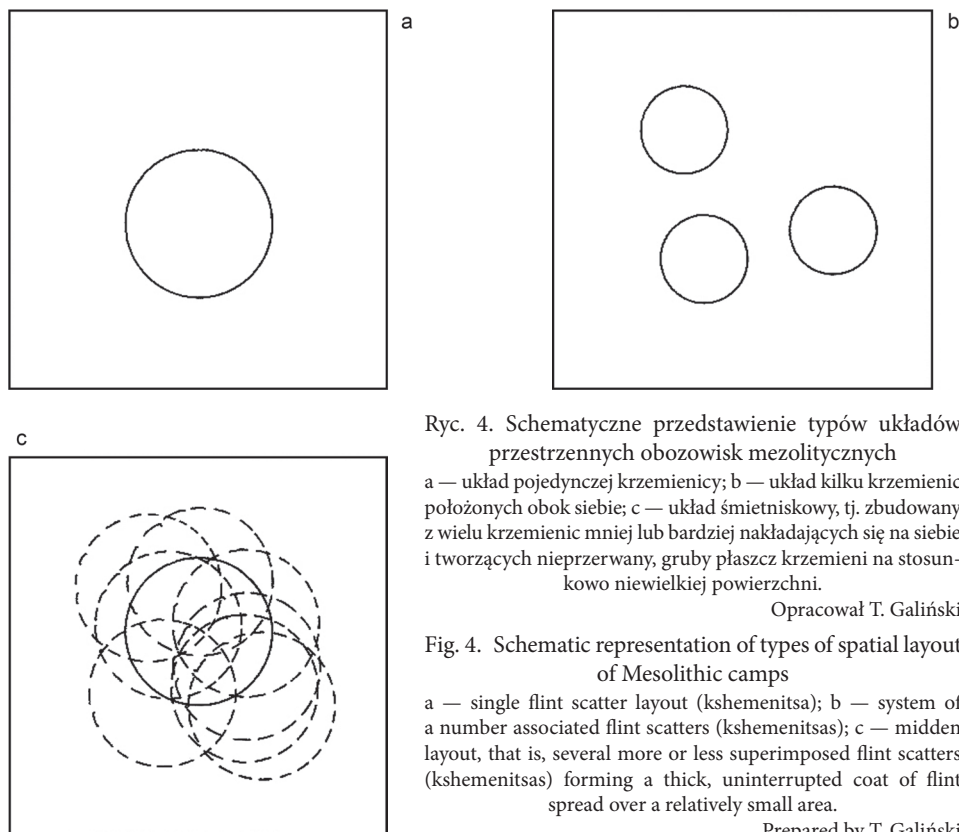 a
b
c
Ryc. 4. Schematyczne przedstawienie typów układów
przestrzennych obozowisk mezolitycznych
a — układ pojedynczej krzemienicy; b — układ kilku krzemienic
położonych obok siebie; c — układ śmietniskowy, tj. zbudowany
z wielu krzemienic mniej lub bardziej nakładających się na siebie
i tworzących nieprzerwany, gruby płaszcz krzemieni na stosun-
kowo niewielkiej powierzchni.
Opracował T. Galiński
Fig. 4. Schematic representation of types of spatial layout
of Mesolithic camps
a — single flint scatter layout (kshemenitsa); b — system of
a number associated flint scatters (kshemenitsas); c — midden
layout, that is, several more or less superimposed flint scatters
(kshemenitsas) forming a thick, uninterrupted coat of flint
spread over a relatively small area.
Prepared by T. Galiński